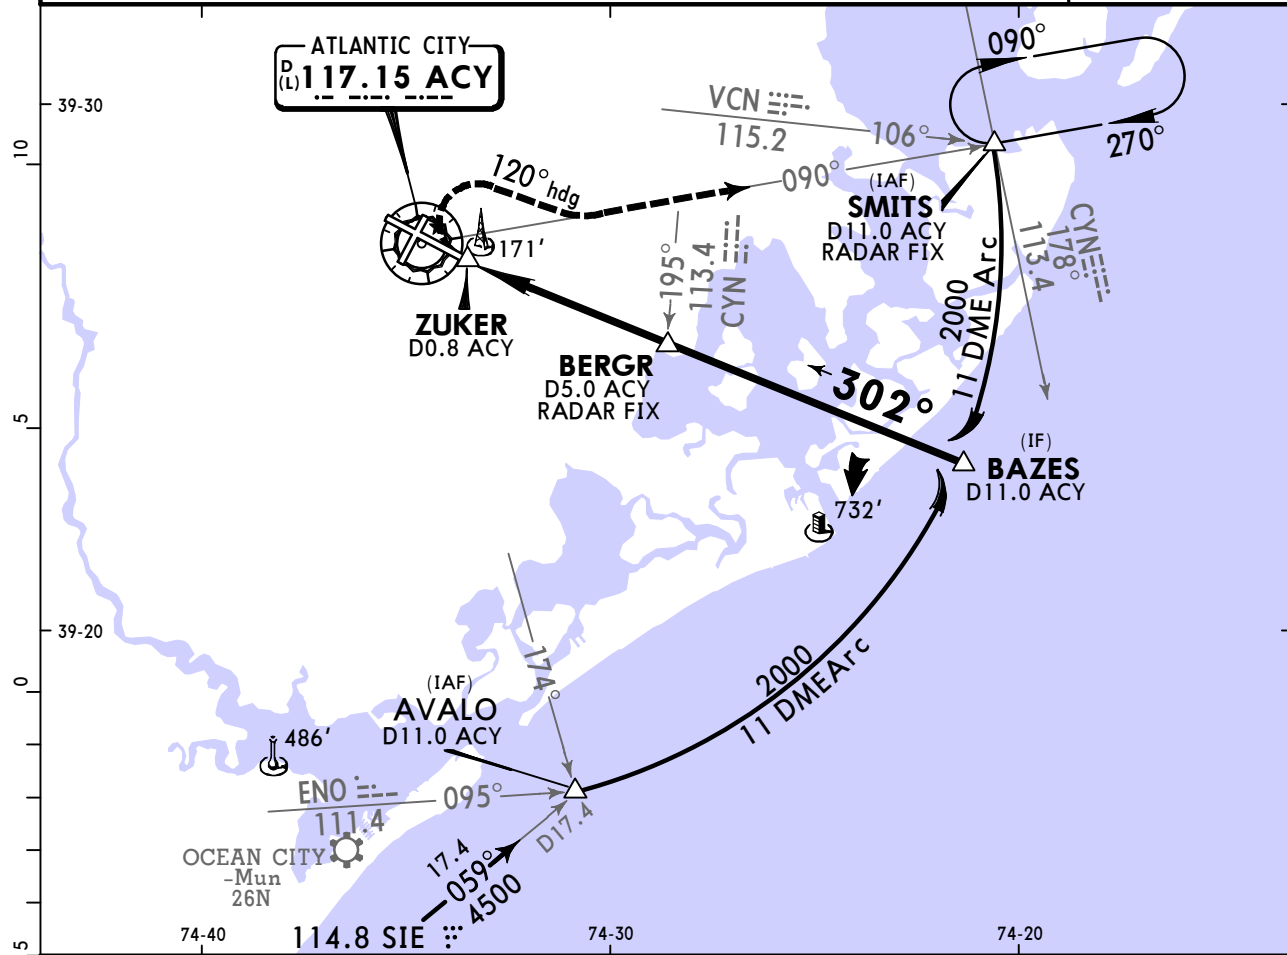 ATLANTIC CITY
D
(L)
117.15 ACY
39-30
10
VCN
115.2
106°
090°
270°
090°
120° hdg
(IAF)
SMITS
D11.0 ACY
RADAR FIX
CYN
178°
113.4
171'
195°
113.4
CYN
ZUKER
D0.8 ACY
2000
11 DME Arc
BERGR
D5.0 ACY
RADAR FIX
302°
5
(IF)
BAZES
D11.0 ACY
732'
39-20
174°
0
(IAF)
AVALO
D11.0 ACY
2000
11 DME Arc
486'
ENO
111.4
095°
D17.4
OCEAN CITY
-Mun
26N
17.4
059°
4500
114.8 SIE
5
74-40
74-30
74-20